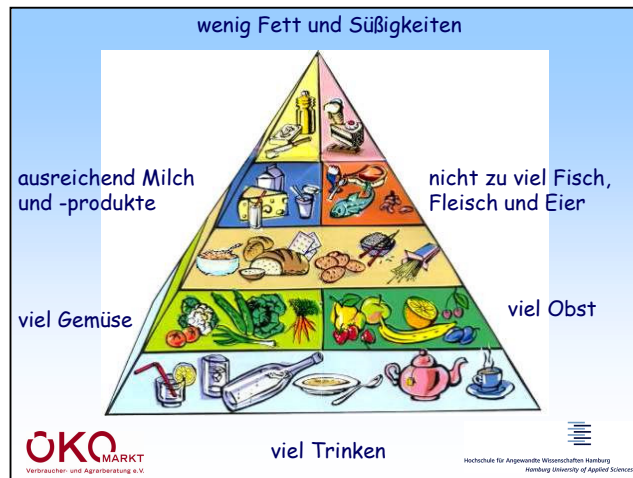 wenig Fett und Süßigkeiten
ausreichend Milch
und -produkte
nicht zu viel Fisch,
Fleisch und Eier
viel Gemüse
viel Obst
viel Trinken
ÖKOMARKT
Verbraucher- und Agrarberatung e.V.
Hochschule für Angewandte Wissenschaften Hamburg
Hamburg University of Applied Sciences